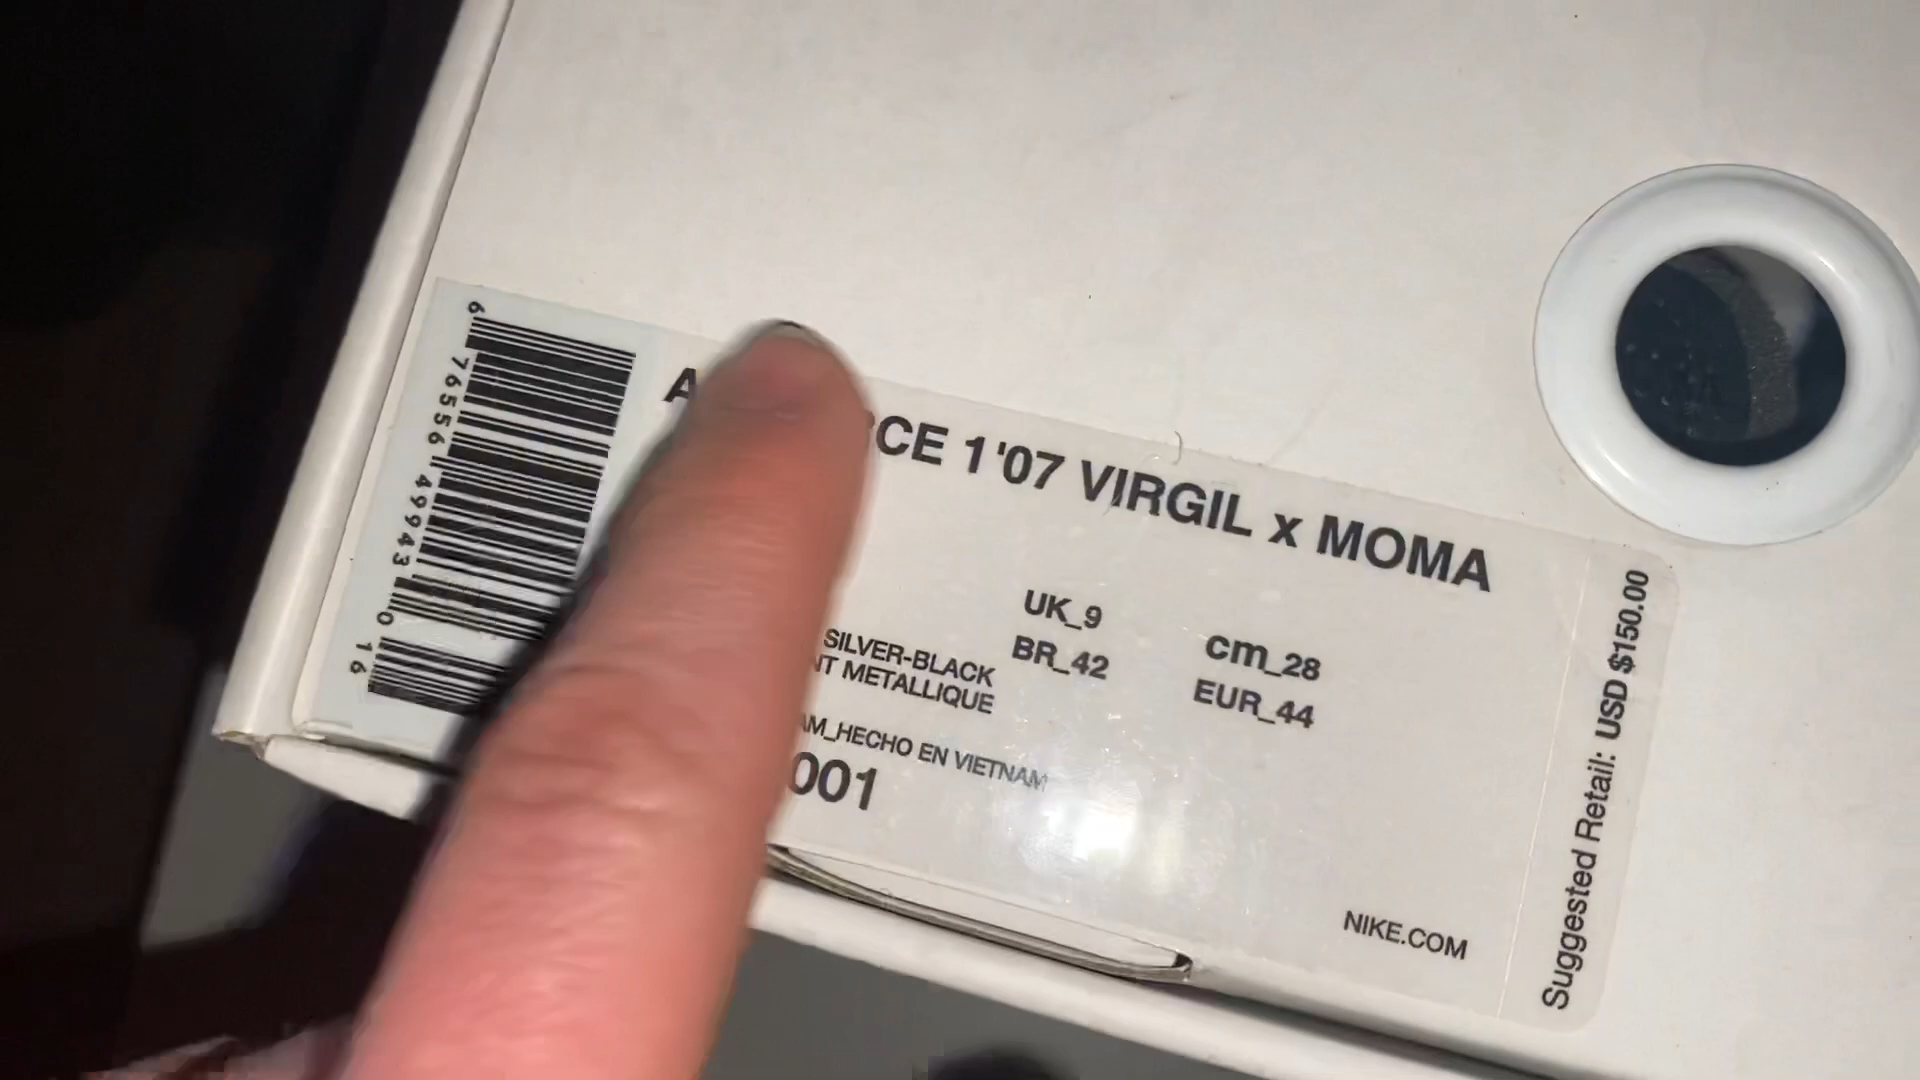 6 76556 49943 0 16
CE 1'07 VIRGIL x MOMA
UK_9
BR_42
cm_28
EUR_44
SILVER-BLACK
NT METALLIQUE
AM_HECHO EN VIETNAM
001
NIKE.COM
Suggested Retail: USD $150.00